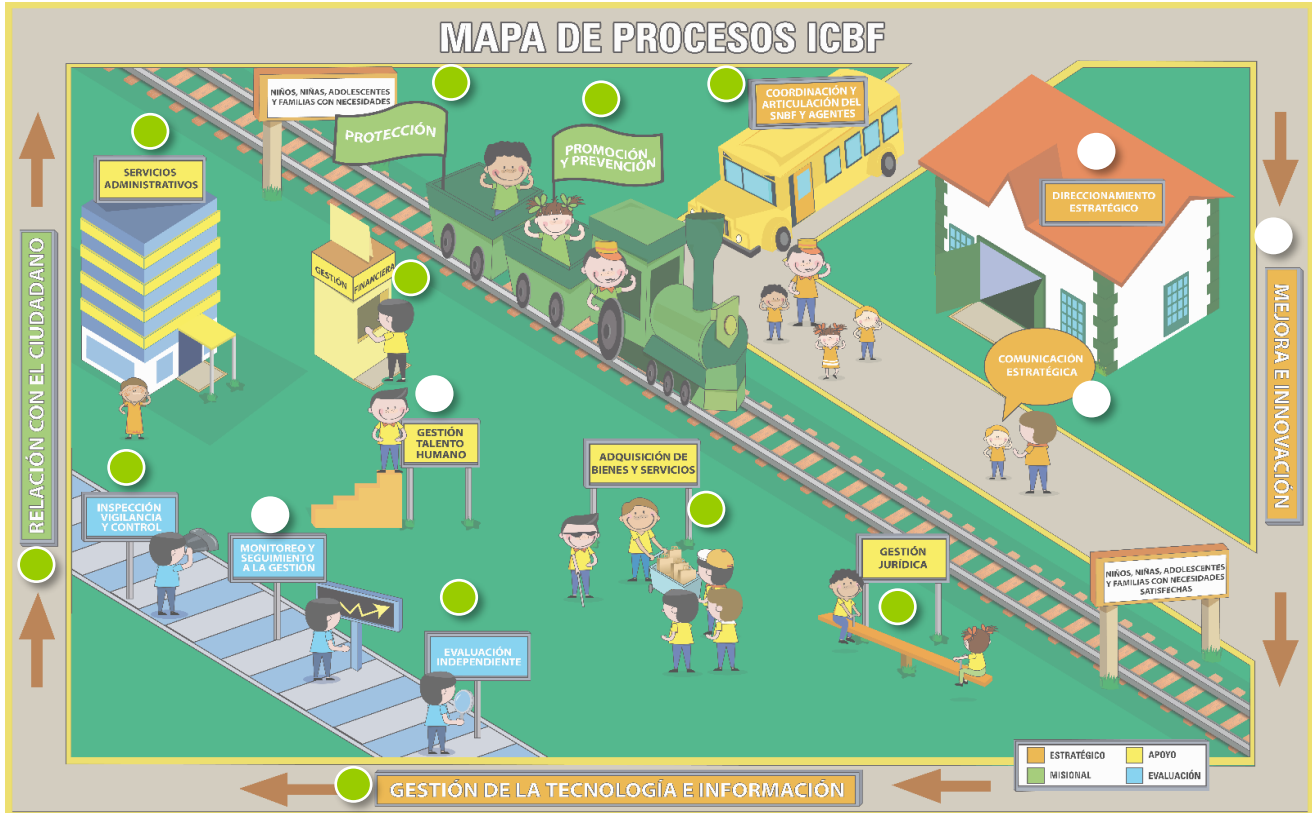 MAPA DE PROCESOS ICBF
NIÑOS, NIÑAS, ADOLESCENTES
Y FAMILIAS CON NECESIDADES
PROTECCIÓN
PROMOCIÓN
Y PREVENCIÓN
COORDINACIÓN Y
ARTICULACIÓN DEL
SNBF Y AGENTES
SERVICIOS
ADMINISTRATIVOS
DIRECCIONAMIENTO
ESTRATÉGICO
GESTIÓN FINANCIERA
RELACIÓN CON EL CIUDADANO
MEJORA E INNOVACIÓN
COMUNICACIÓN
ESTRATÉGICA
GESTIÓN
TALENTO
HUMANO
ADQUISICIÓN DE
BIENES Y SERVICIOS
INSPECCIÓN
VIGILANCIA
Y CONTROL
MONITOREO Y
SEGUIMIENTO
A LA GESTIÓN
GESTIÓN
JURÍDICA
NIÑOS, NIÑAS, ADOLESCENTES
Y FAMILIAS CON NECESIDADES
SATISFECHAS
EVALUACIÓN
INDEPENDIENTE
ESTRATÉGICO
APOYO
MISIONAL
EVALUACIÓN
GESTIÓN DE LA TECNOLOGÍA E INFORMACIÓN